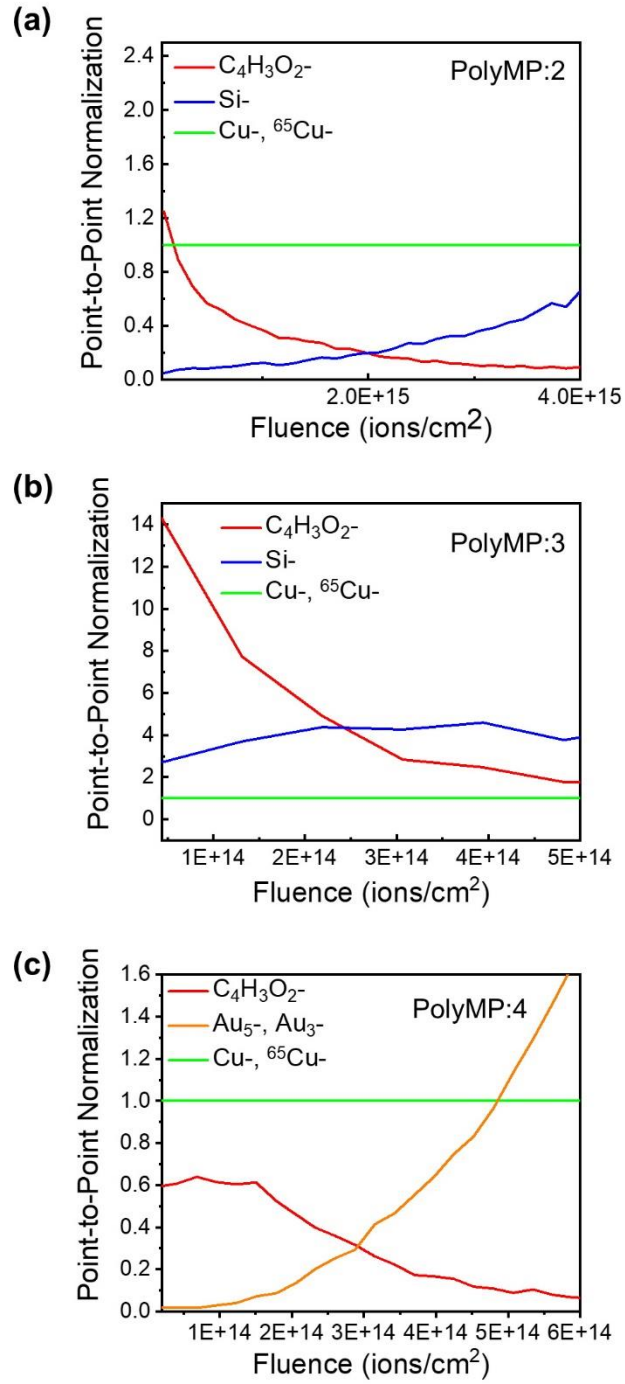 (a)
Point-to-Point Normalization
2.4
2.0
1.6
1.2
0.8
0.4
0.0
C₄H₃O₂-
Si-
Cu-, ⁶⁵Cu-
PolyMP:2
2.0E+15
4.0E+15
Fluence (ions/cm²)
(b)
Point-to-Point Normalization
14
12
10
8
6
4
2
0
C₄H₃O₂-
Si-
Cu-, ⁶⁵Cu-
PolyMP:3
1E+14
2E+14
3E+14
4E+14
5E+14
Fluence (ions/cm²)
(c)
Point-to-Point Normalization
1.6
1.4
1.2
1.0
0.8
0.6
0.4
0.2
0.0
C₄H₃O₂-
Au₅-, Au₃-
Cu-, ⁶⁵Cu-
PolyMP:4
1E+14
2E+14
3E+14
4E+14
5E+14
6E+14
Fluence (ions/cm²)